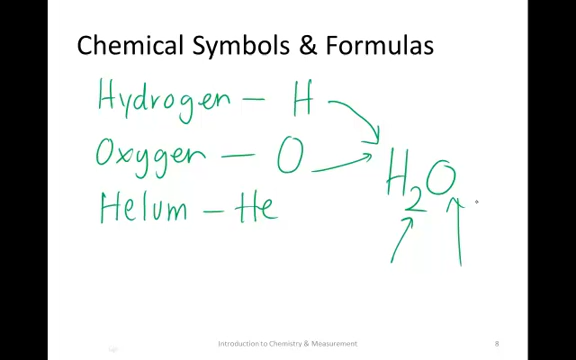 Chemical Symbols & Formulas
Hydrogen – H
Oxygen – O
H₂O
Helum – He
Introduction to Chemistry & Measurement
8